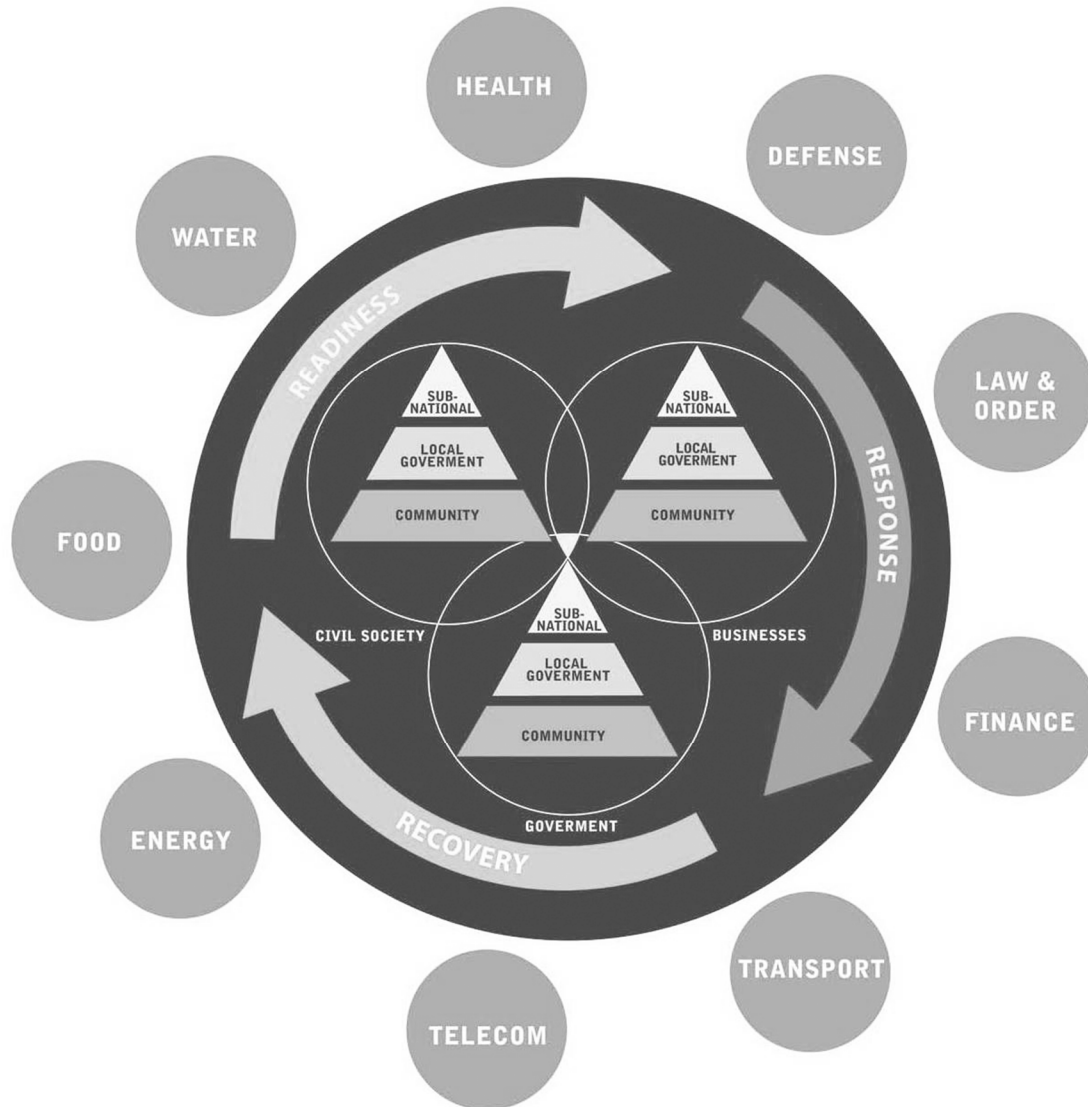 HEALTH
DEFENSE
WATER
READINESS
LAW &
ORDER
SUB-
NATIONAL
LOCAL
GOVERMENT
COMMUNITY
SUB-
NATIONAL
LOCAL
GOVERMENT
COMMUNITY
RESPONSE
FOOD
SUB-
NATIONAL
LOCAL
GOVERMENT
COMMUNITY
CIVIL SOCIETY
BUSINESSES
FINANCE
GOVERMENT
RECOVERY
ENERGY
TRANSPORT
TELECOM